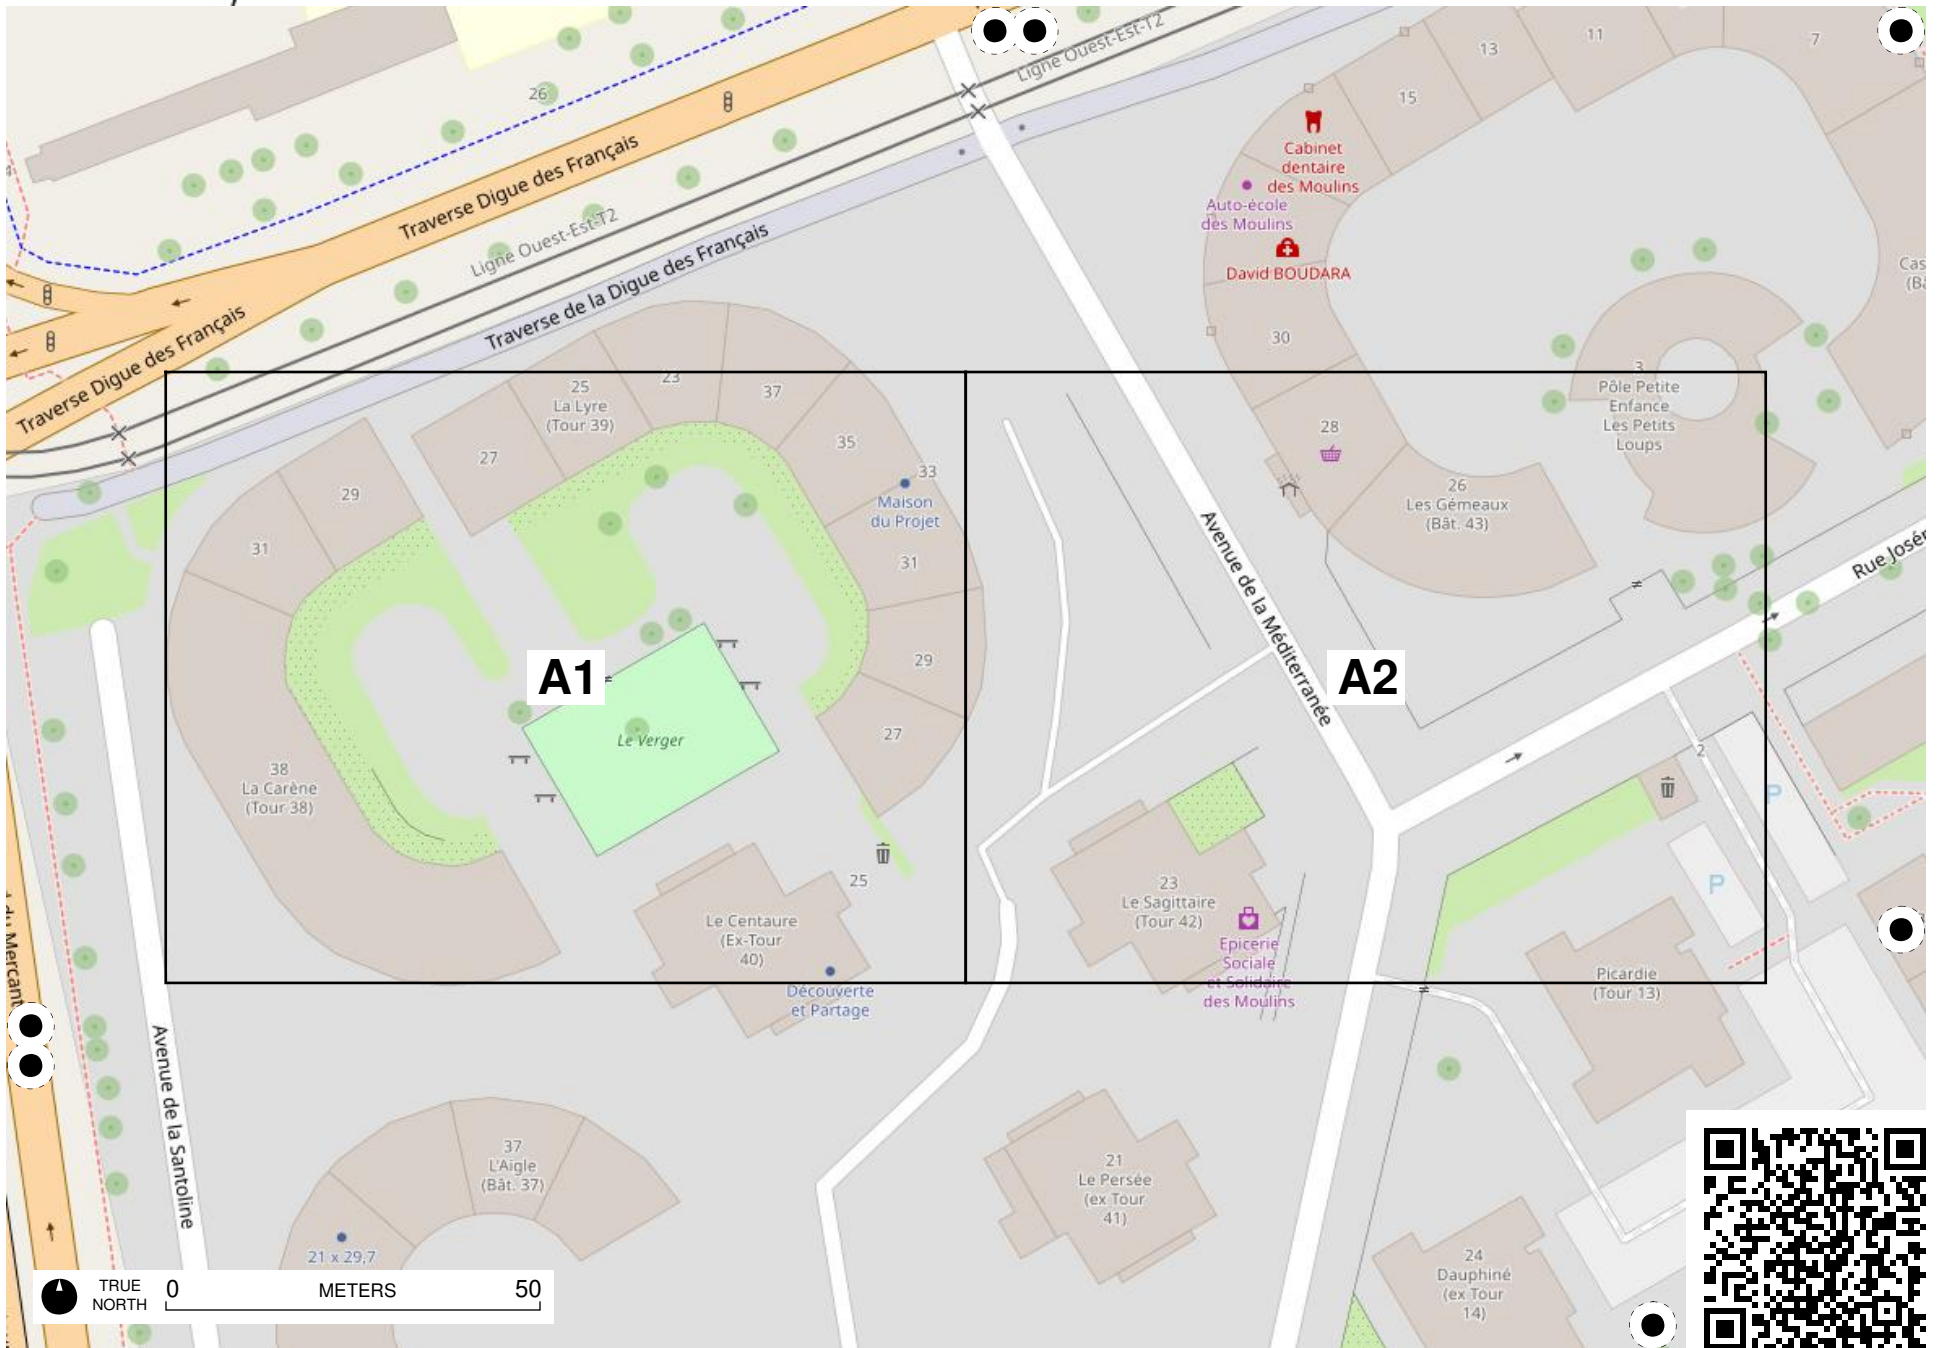 Ligne Ouest-Est-T2
13
11
7
26
15
Cabinet
dentaire
des Moulins
Traverse Digue des Français
Auto-école
des Moulins
Ligne Ouest-Est-T2
David BOUDARA
Traverse de la Digue des Français
Traverse Digue des Français
30
3
Pôle Petite
Enfance
Les Petits
Loups
25
La Lyre
(Tour 39)
23
37
35
27
33
Maison
du Projet
29
31
31
28
26
Les Gémeaux
(Bât. 43)
Avenue de la Méditerranée
29
A1
A2
Le Verger
27
38
La Carène
(Tour 38)
2
P
P
25
Le Centaure
(Ex-Tour
40)
23
Le Sagittaire
(Tour 42)
Epicerie
Sociale
et Solidaire
des Moulins
Picardie
(Tour 13)
Découverte
et Partage
Avenue de la Santoline
37
L'Aigle
(Bât. 37)
21
Le Persée
(ex Tour
41)
21 x 29,7
24
Dauphiné
(ex Tour
14)
TRUE
NORTH
0
METERS
50